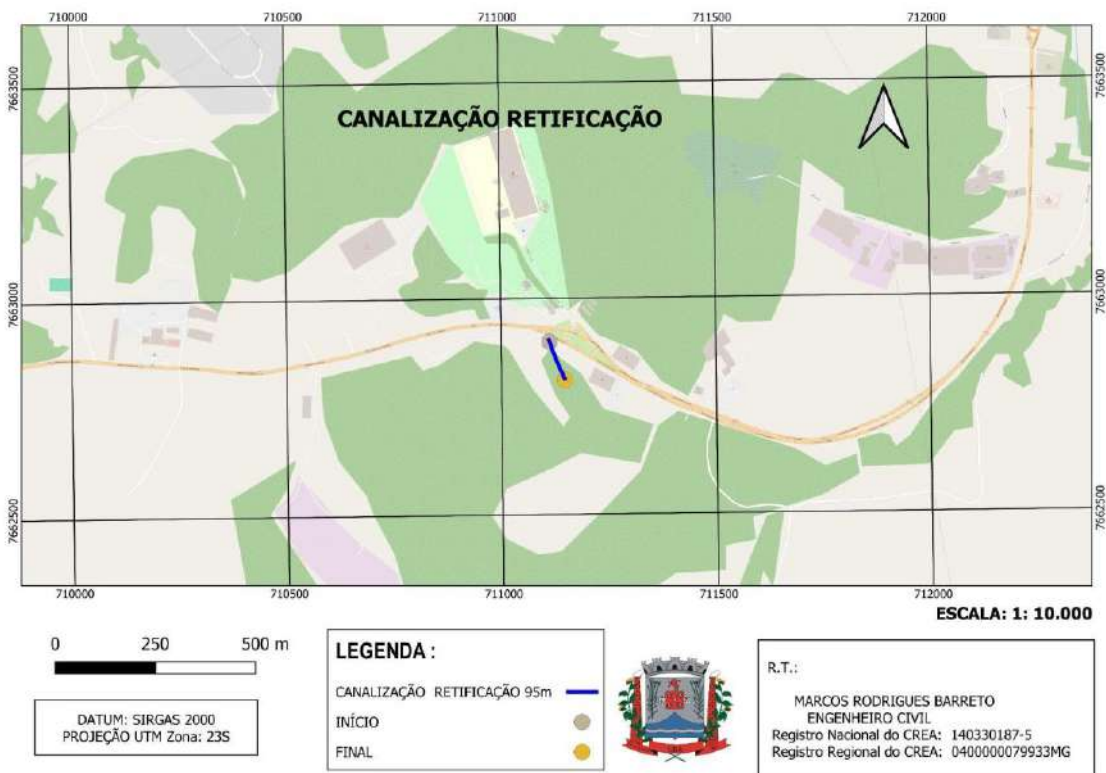 710000 710500 711000 711500 712000
7663500 7663500
CANALIZAÇÃO RETIFICAÇÃO
7663000 7663000
7662500 7662500
710000 710500 711000 711500 712000
ESCALA: 1: 10.000
0 250 500 m
DATUM: SIRGAS 2000
PROJEÇÃO UTM Zona: 23S
LEGENDA :
CANALIZAÇÃO RETIFICAÇÃO 95m
INÍCIO
FINAL
R.T.:
MARCOS RODRIGUES BARRETO
ENGENHEIRO CIVIL
Registro Nacional do CREA: 140330187-5
Registro Regional do CREA: 0400000079933MG